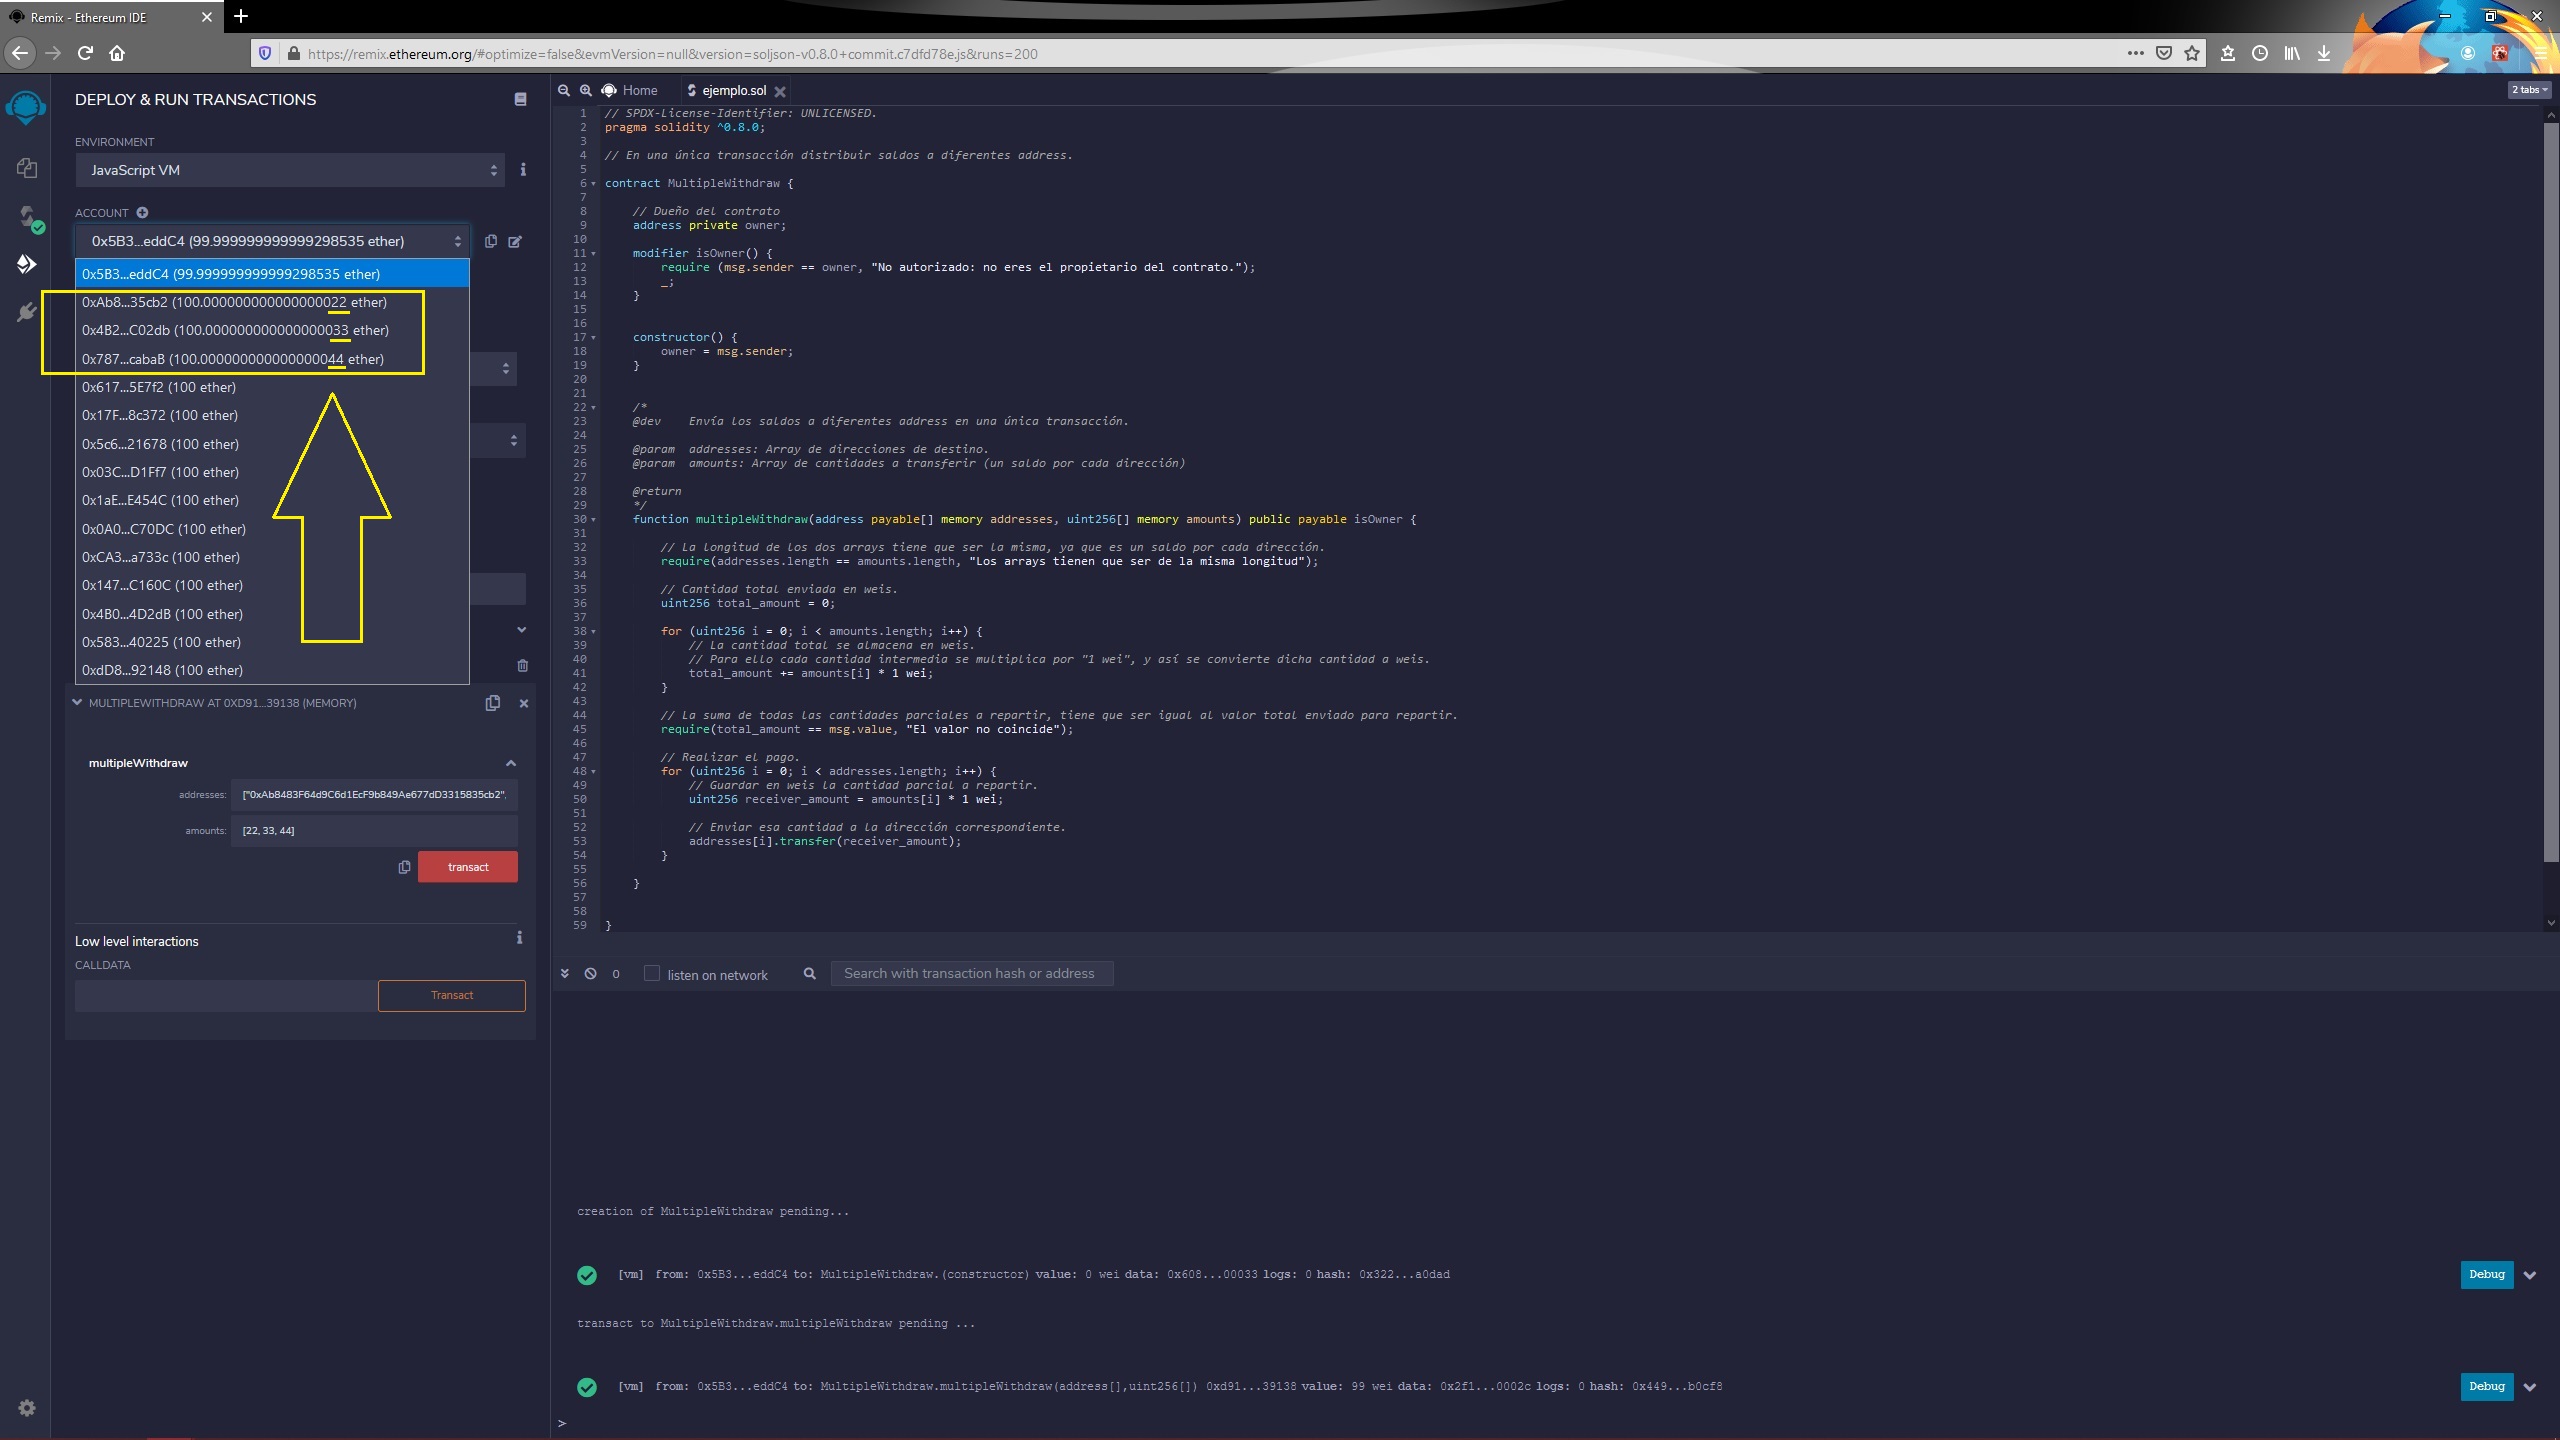 Remix - Ethereum IDE
https://remix.ethereum.org/#optimize=false&evmVersion=null&version=soljson-v0.8.0+commit.c7dfd78e.js&runs=200
DEPLOY & RUN TRANSACTIONS
ENVIRONMENT
JavaScript VM
ACCOUNT
0x5B3...eddC4 (99.999999999999298535 ether)
0x5B3...eddC4 (99.999999999999298535 ether)
0xAb8...35cb2 (100.000000000000000022 ether)
0x4B2...C02db (100.000000000000000033 ether)
0x787...cabaB (100.000000000000000044 ether)
0x617...5E7f2 (100 ether)
0x17F...8c372 (100 ether)
0x5c6...21678 (100 ether)
0x03C...D1Ff7 (100 ether)
0x1aE...E454C (100 ether)
0x0A0...C70DC (100 ether)
0xCA3...a733c (100 ether)
0x147...C160C (100 ether)
0x4B0...4D2dB (100 ether)
0x583...40225 (100 ether)
0xdD8...92148 (100 ether)
MULTIPLEWITHDRAW AT 0XD91...39138 (MEMORY)
multipleWithdraw
addresses: ["0xAb8483F64d9C6d1EcF9b849Ae677dD3315835cb2",
amounts: [22, 33, 44]
transact
Low level interactions
CALLDATA
Transact
Home ejemplo.sol
2 tabs
1 // SPDX-License-Identifier: UNLICENSED.
2 pragma solidity ^0.8.0;
3
4 // En una única transacción distribuir saldos a diferentes address.
5
6 contract MultipleWithdraw {
7
8 // Dueño del contrato
9 address private owner;
10
11 modifier isOwner() {
12 require (msg.sender == owner, "No autorizado: no eres el propietario del contrato.");
13 _;
14 }
15
16
17 constructor() {
18 owner = msg.sender;
19 }
20
21
22 /*
23 @dev Envía los saldos a diferentes address en una única transacción.
24
25 @param addresses: Array de direcciones de destino.
26 @param amounts: Array de cantidades a transferir (un saldo por cada dirección)
27
28 @return
29 */
30 function multipleWithdraw(address payable[] memory addresses, uint256[] memory amounts) public payable isOwner {
31
32 // La longitud de los dos arrays tiene que ser la misma, ya que es un saldo por cada dirección.
33 require(addresses.length == amounts.length, "Los arrays tienen que ser de la misma longitud");
34
35 // Cantidad total enviada en weis.
36 uint256 total_amount = 0;
37
38 for (uint256 i = 0; i < amounts.length; i++) {
39 // La cantidad total se almacena en weis.
40 // Para ello cada cantidad intermedia se multiplica por "1 wei", y así se convierte dicha cantidad a weis.
41 total_amount += amounts[i] * 1 wei;
42 }
43
44 // La suma de todas las cantidades parciales a repartir, tiene que ser igual al valor total enviado para repartir.
45 require(total_amount == msg.value, "El valor no coincide");
46
47 // Realizar el pago.
48 for (uint256 i = 0; i < addresses.length; i++) {
49 // Guardar en weis la cantidad parcial a repartir.
50 uint256 receiver_amount = amounts[i] * 1 wei;
51
52 // Enviar esa cantidad a la dirección correspondiente.
53 addresses[i].transfer(receiver_amount);
54 }
55
56 }
57
58
59 }
0 listen on network Search with transaction hash or address
creation of MultipleWithdraw pending...
[vm] from: 0x5B3...eddC4 to: MultipleWithdraw.(constructor) value: 0 wei data: 0x608...00033 logs: 0 hash: 0x322...a0dad
Debug
transact to MultipleWithdraw.multipleWithdraw pending ...
[vm] from: 0x5B3...eddC4 to: MultipleWithdraw.multipleWithdraw(address[],uint256[]) 0xd91...39138 value: 99 wei data: 0x2f1...0002c logs: 0 hash: 0x449...b0cf8
Debug
>